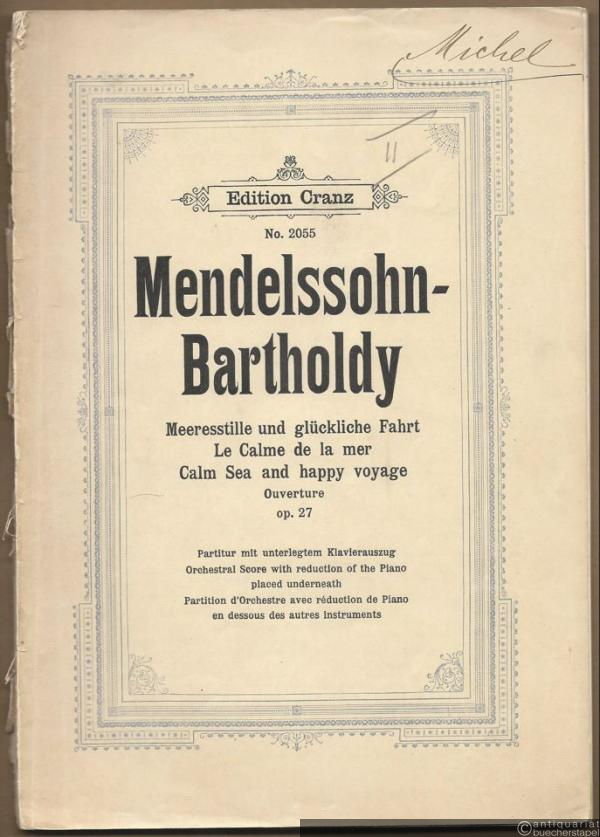 Michel
II
Edition Cranz
No. 2055
Mendelssohn-
Bartholdy
Meeresstille und glückliche Fahrt
Le Calme de la mer
Calm Sea and happy voyage
Ouverture
op. 27
Partitur mit unterlegtem Klavierauszug
Orchestral Score with reduction of the Piano
placed underneath
Partition d'Orchestre avec réduction de Piano
en dessous des autres instruments
©antiquariat
buecherstapel